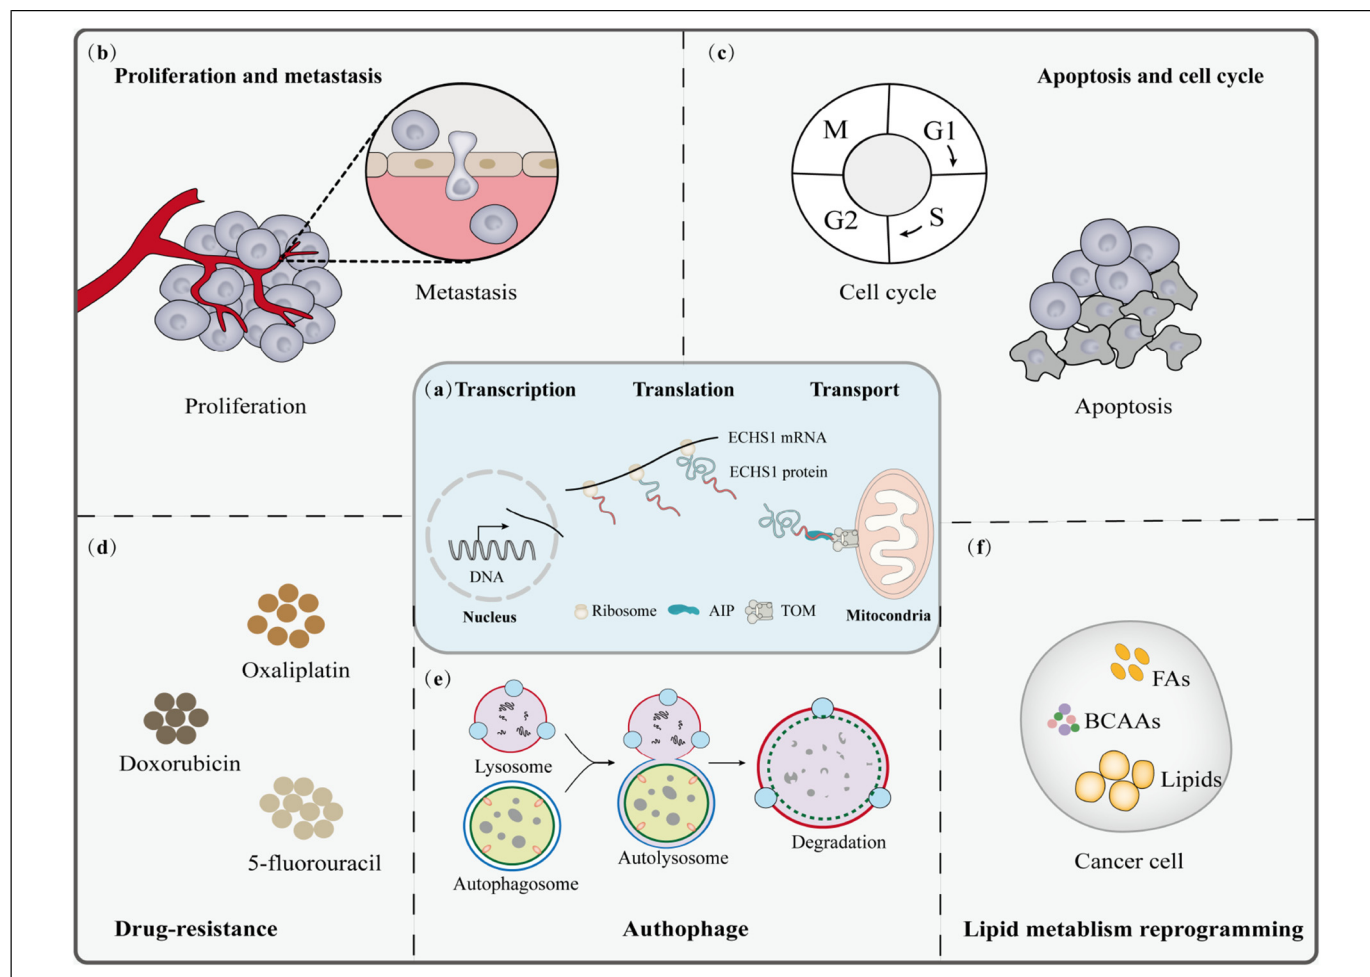 (b)
Proliferation and metastasis
Metastasis
Proliferation
(c)
Apoptosis and cell cycle
M
G1
G2
S
Cell cycle
Apoptosis
(a) Transcription
Translation
Transport
ECHS1 mRNA
ECHS1 protein
DNA
Nucleus
Ribosome
AIP
TOM
Mitocondria
(d)
Oxaliplatin
Doxorubicin
5-fluorouracil
Drug-resistance
(e)
Lysosome
Autophagosome
Autolysosome
Degradation
Authophage
(f)
FAs
BCAAs
Lipids
Cancer cell
Lipid metablism reprogramming